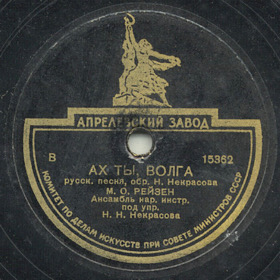 АПРЕЛЕВСКИЙ ЗАВОД
В 15362
АХ ТЫ, ВОЛГА
русск. песня, обр. Н. Некрасова
М. О. РЕЙЗЕН
Ансамбль нар. инстр.
под упр.
Н. Н. Некрасова
КОМИТЕТ ПО ДЕЛАМ ИСКУССТВ ПРИ СОВЕТЕ МИНИСТРОВ СССР